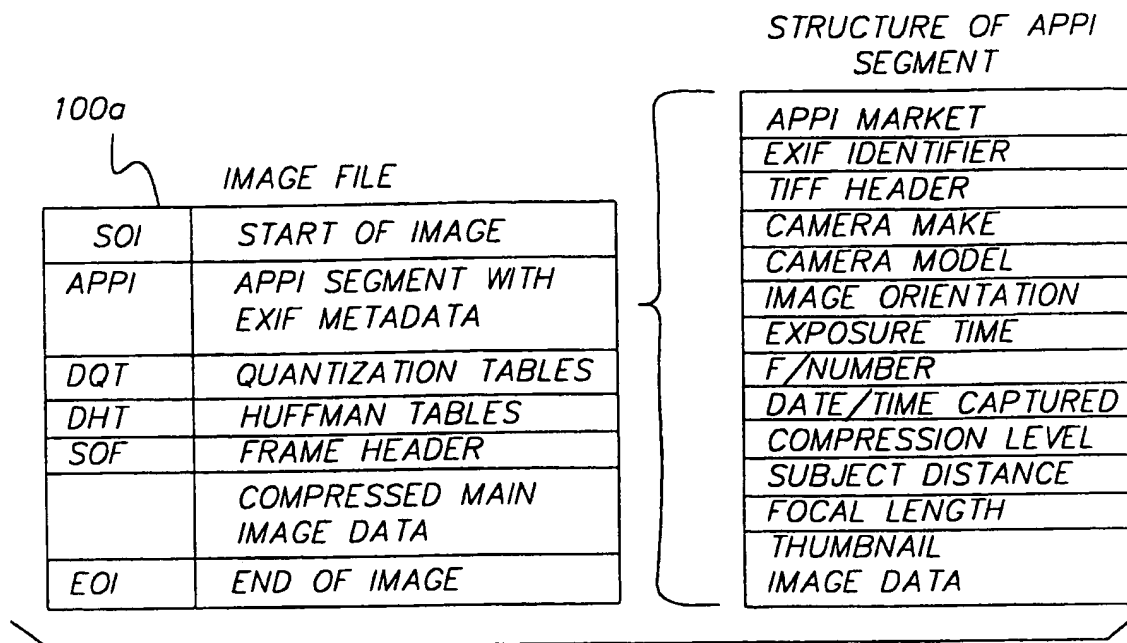 STRUCTURE OF APPI
SEGMENT
100a
IMAGE FILE
SOI START OF IMAGE
APPI APPI SEGMENT WITH
EXIF METADATA
DQT QUANTIZATION TABLES
DHT HUFFMAN TABLES
SOF FRAME HEADER
COMPRESSED MAIN
IMAGE DATA
EOI END OF IMAGE
APPI MARKET
EXIF IDENTIFIER
TIFF HEADER
CAMERA MAKE
CAMERA MODEL
IMAGE ORIENTATION
EXPOSURE TIME
F/NUMBER
DATE/TIME CAPTURED
COMPRESSION LEVEL
SUBJECT DISTANCE
FOCAL LENGTH
THUMBNAIL
IMAGE DATA